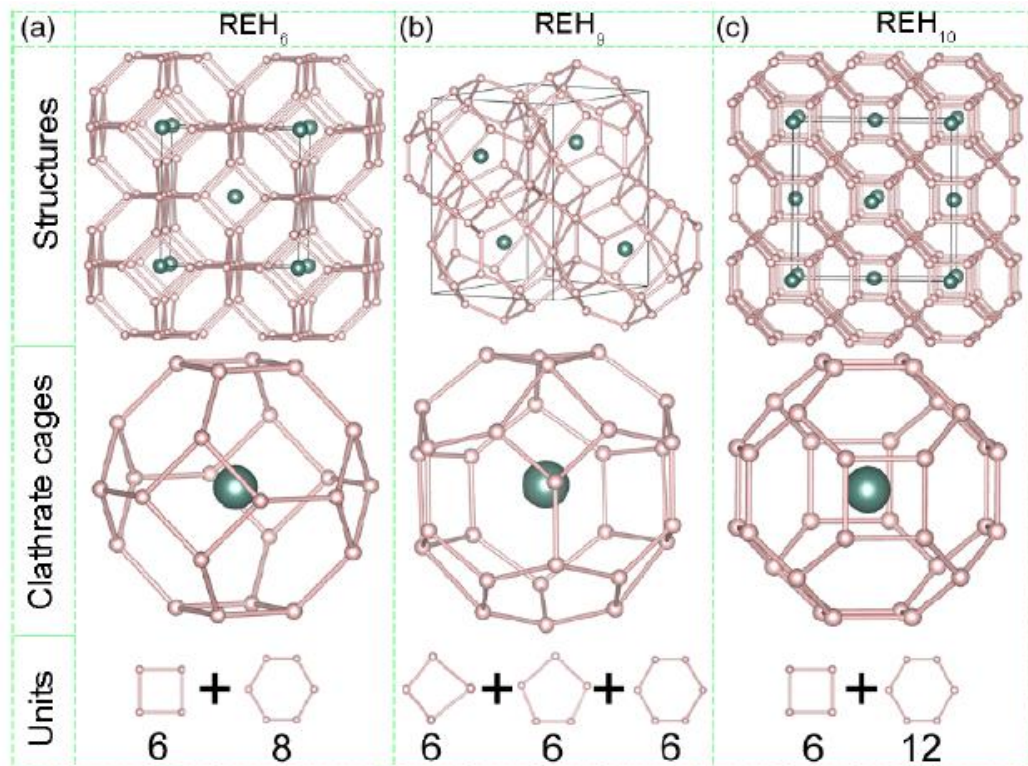 (a) REH₆ (b) REH₉ (c) REH₁₀
Structures
Clathrate cages
Units
+ + + +
6 8 6 6 6 6 12